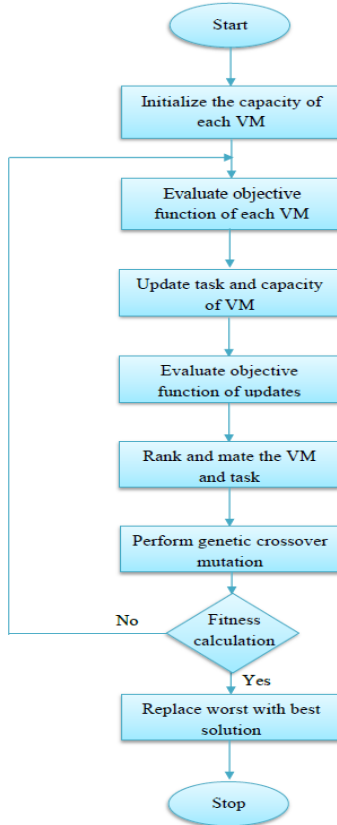 Start
Initialize the capacity of
each VM
Evaluate objective
function of each VM
Update task and capacity
of VM
Evaluate objective
function of updates
Rank and mate the VM
and task
Perform genetic crossover
mutation
No
Fitness
calculation
Yes
Replace worst with best
solution
Stop